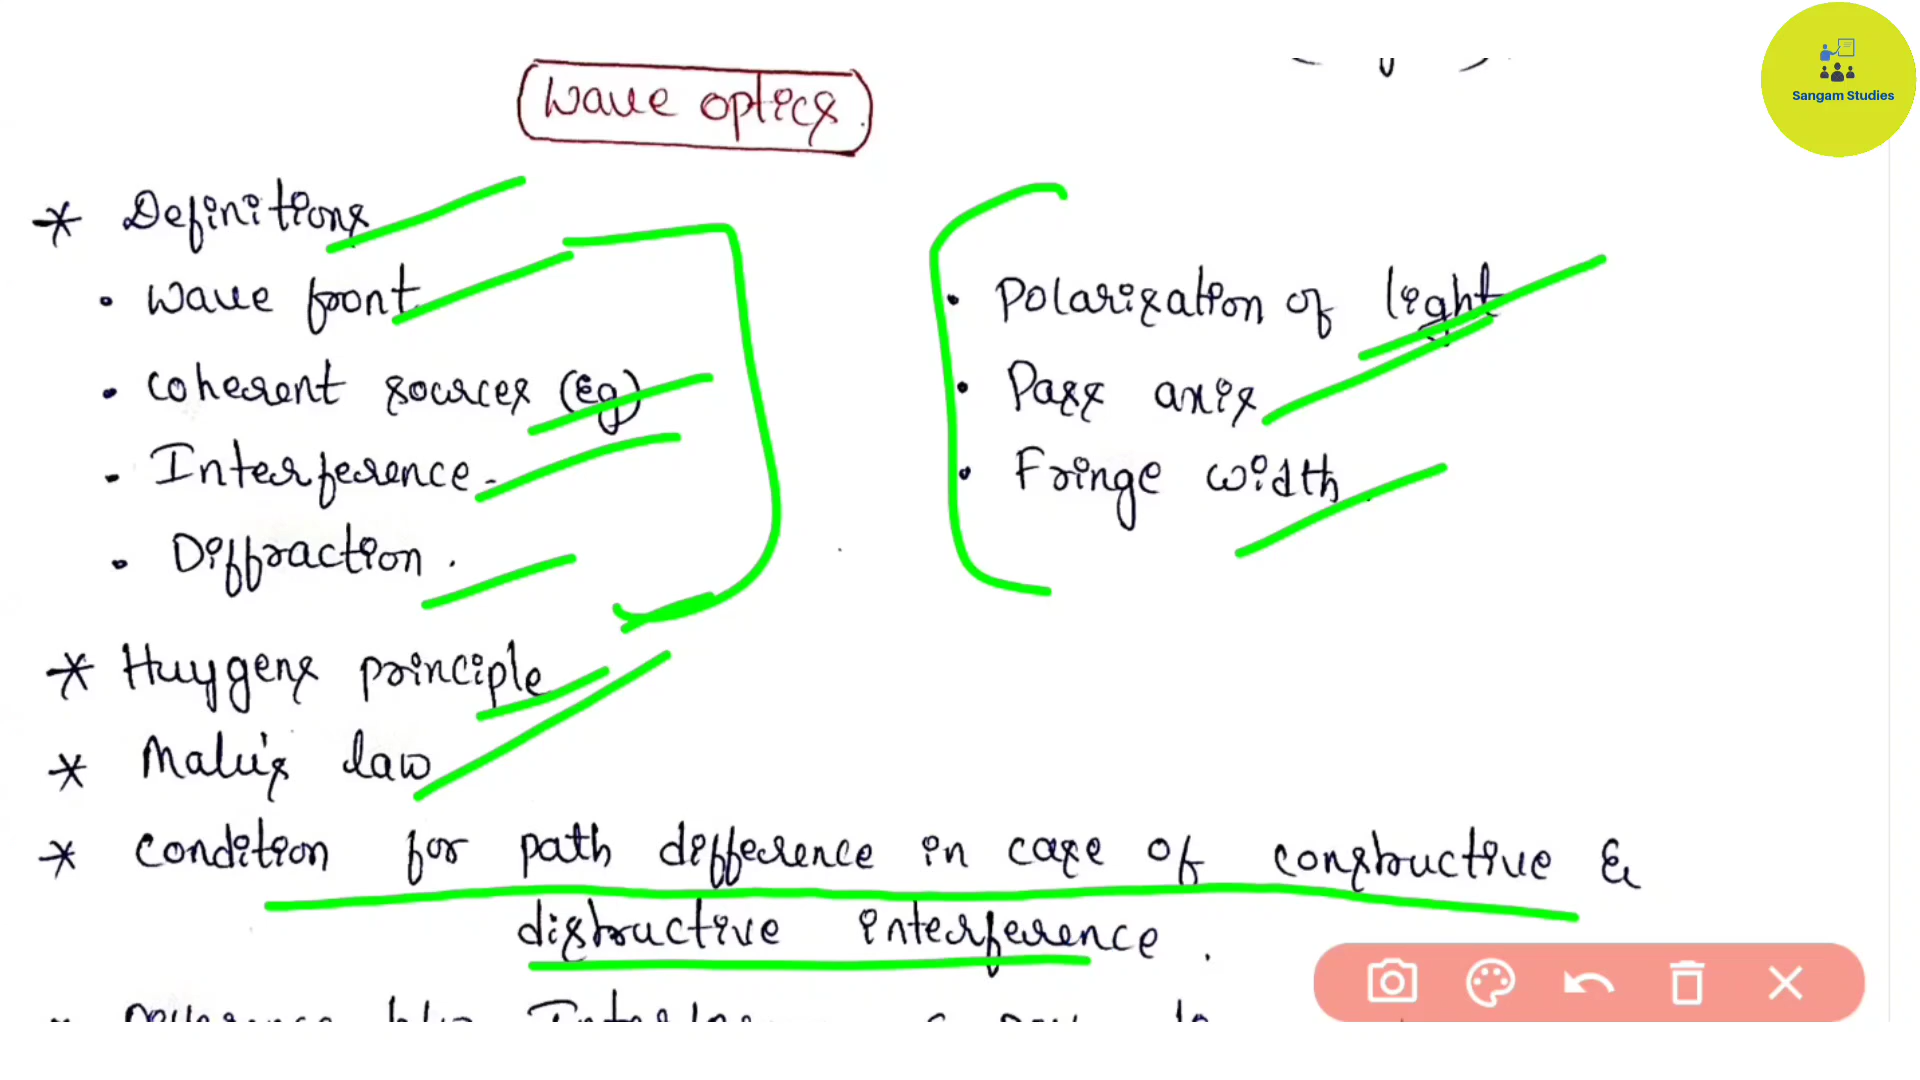 Sangam Studies
Wave optics.
* Definitions
• Wave front
• Coherent sources (Eg)
• Interference.
• Diffraction.
• Polarization of light
• Pass axis
• Fringe width.
* Huygens principle
* Malu's law
* Condition for path difference in case of constructive &
distructive interference.